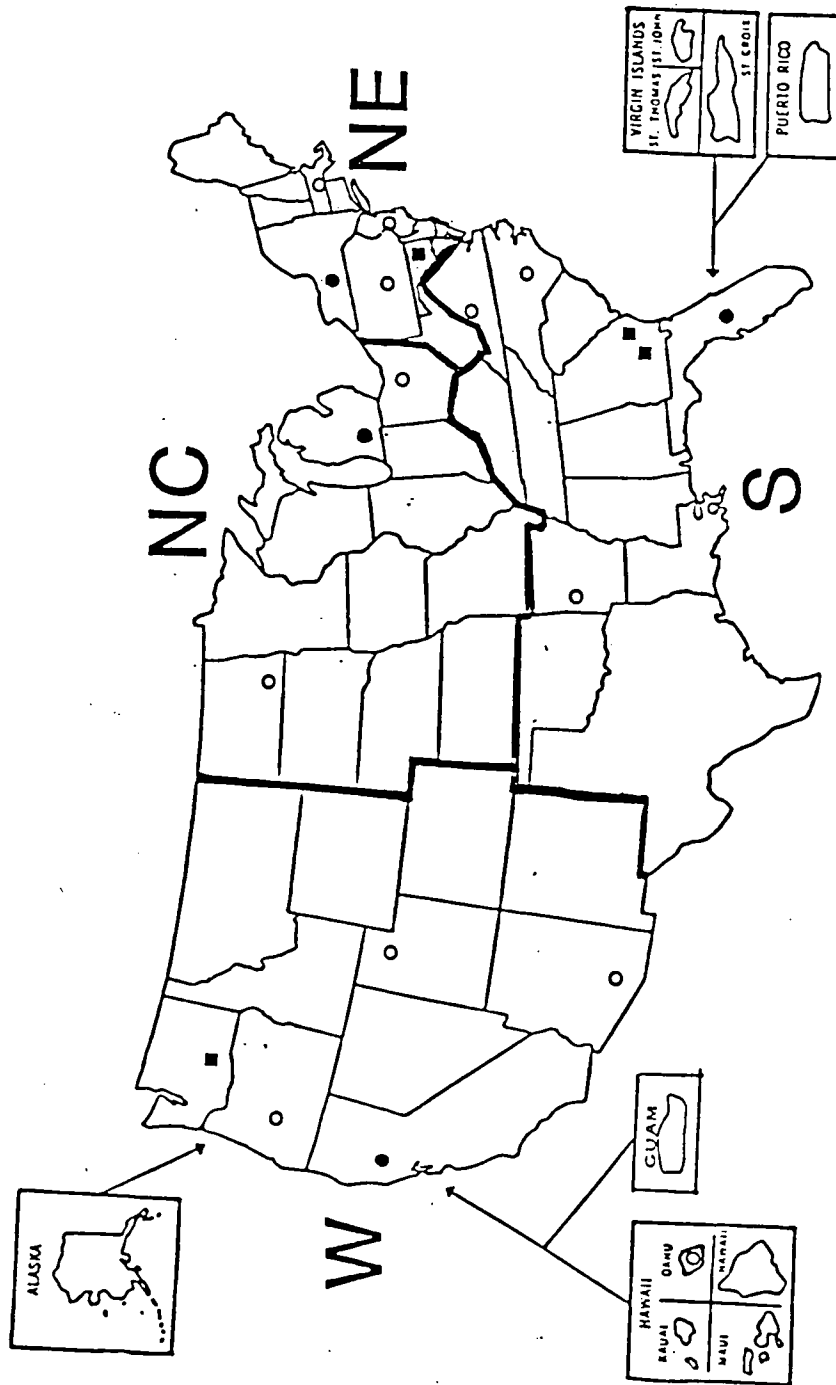 NC
NE
W
S
ALASKA
HAWAII
KAUAI
OAHU
MAUI
HAWAII
GUAM
VIRGIN ISLANDS
ST. THOMAS
ST. JOHN
ST CROIX
PUERTO RICO